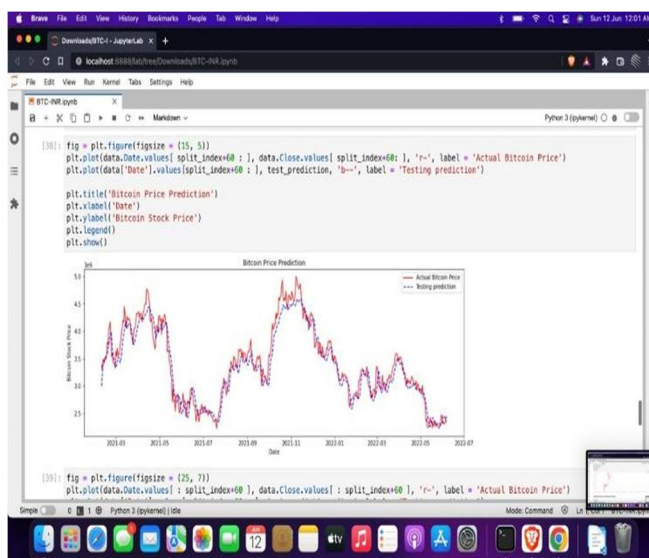 Brave File Edit View History Bookmarks People Tab Window Help Sun 12 Jun 12:01 AM
Downloads/BTC-I - JupyterLab × +
localhost:8888/lab/tree/Downloads/BTC-INR.ipynb
File Edit View Run Kernel Tabs Settings Help
BTC-INR.ipynb ×
Markdown Python 3 (ipykernel)
[38]: fig = plt.figure(figsize = (15, 5))
plt.plot(data.Date.values[ split_index+60 : ], data.Close.values[ split_index+60: ], 'r-', label = 'Actual Bitcoin Price')
plt.plot(data['Date'].values[split_index+60 : ], test_prediction, 'b--', label = 'Testing prediction')
plt.title('Bitcoin Price Prediction')
plt.xlabel('Date')
plt.ylabel('Bitcoin Stock Price')
plt.legend()
plt.show()
1e6 Bitcoin Price Prediction
Actual Bitcoin Price
Testing prediction
5.0
4.5
4.0
3.5
3.0
2.5
Bitcoin Stock Price
2021-03 2021-05 2021-07 2021-09 2021-11 2022-01 2022-03 2022-05 2022-07
Date
[39]: fig = plt.figure(figsize = (25, 7))
plt.plot(data.Date.values[ : split_index+60 ], data.Close.values[ : split_index+60 ], 'r-', label = 'Actual Bitcoin Price')
Simple 0 1 Python 3 (ipykernel) | Idle Mode: Command
JUN
12
tv